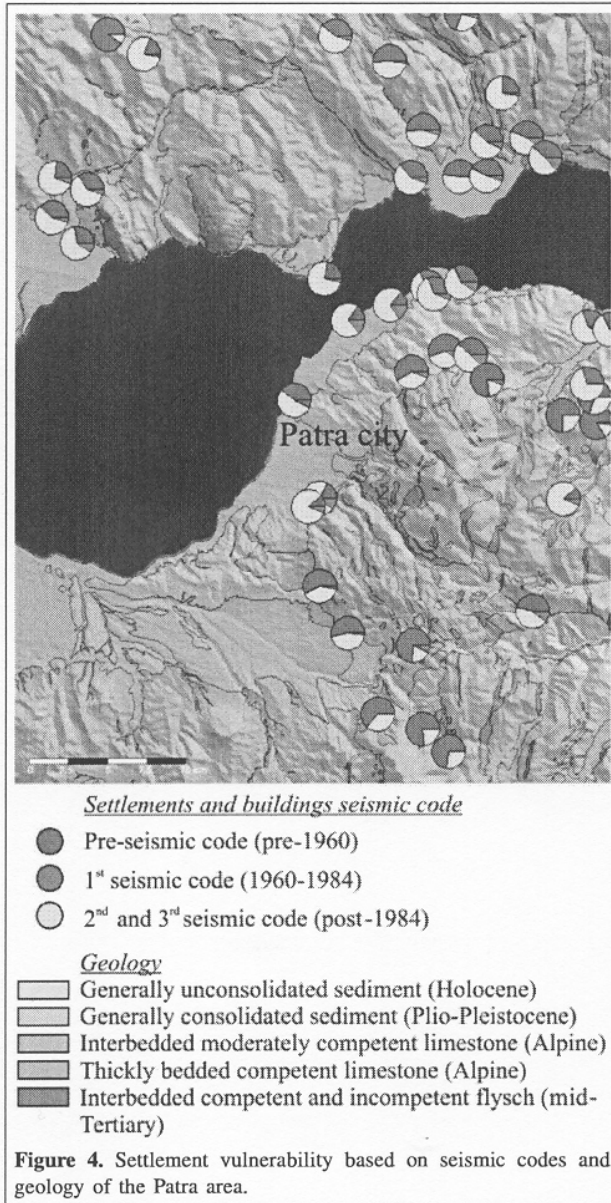 Patra city
0
Settlements and buildings seismic code
Pre-seismic code (pre-1960)
1st seismic code (1960-1984)
2nd and 3rd seismic code (post-1984)
Geology
Generally unconsolidated sediment (Holocene)
Generally consolidated sediment (Plio-Pleistocene)
Interbedded moderately competent limestone (Alpine)
Thickly bedded competent limestone (Alpine)
Interbedded competent and incompetent flysch (mid-
Tertiary)
Figure 4. Settlement vulnerability based on seismic codes and
geology of the Patra area.